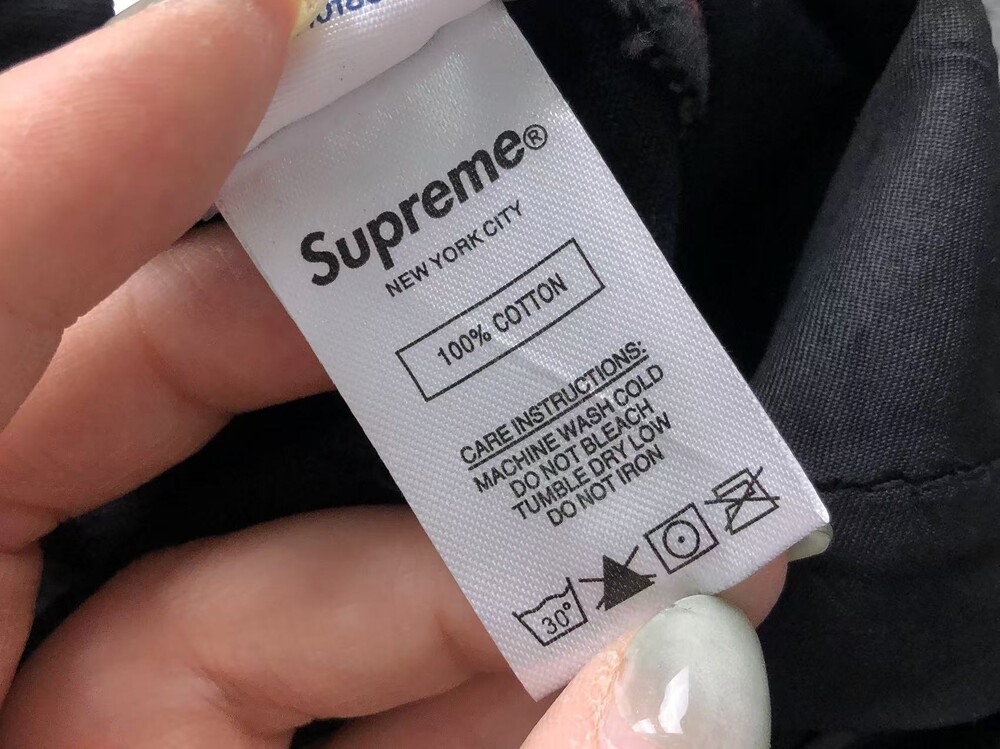 Supreme®
NEW YORK CITY
100% COTTON
CARE INSTRUCTIONS:
MACHINE WASH COLD
DO NOT BLEACH
TUMBLE DRY LOW
DO NOT IRON
30°